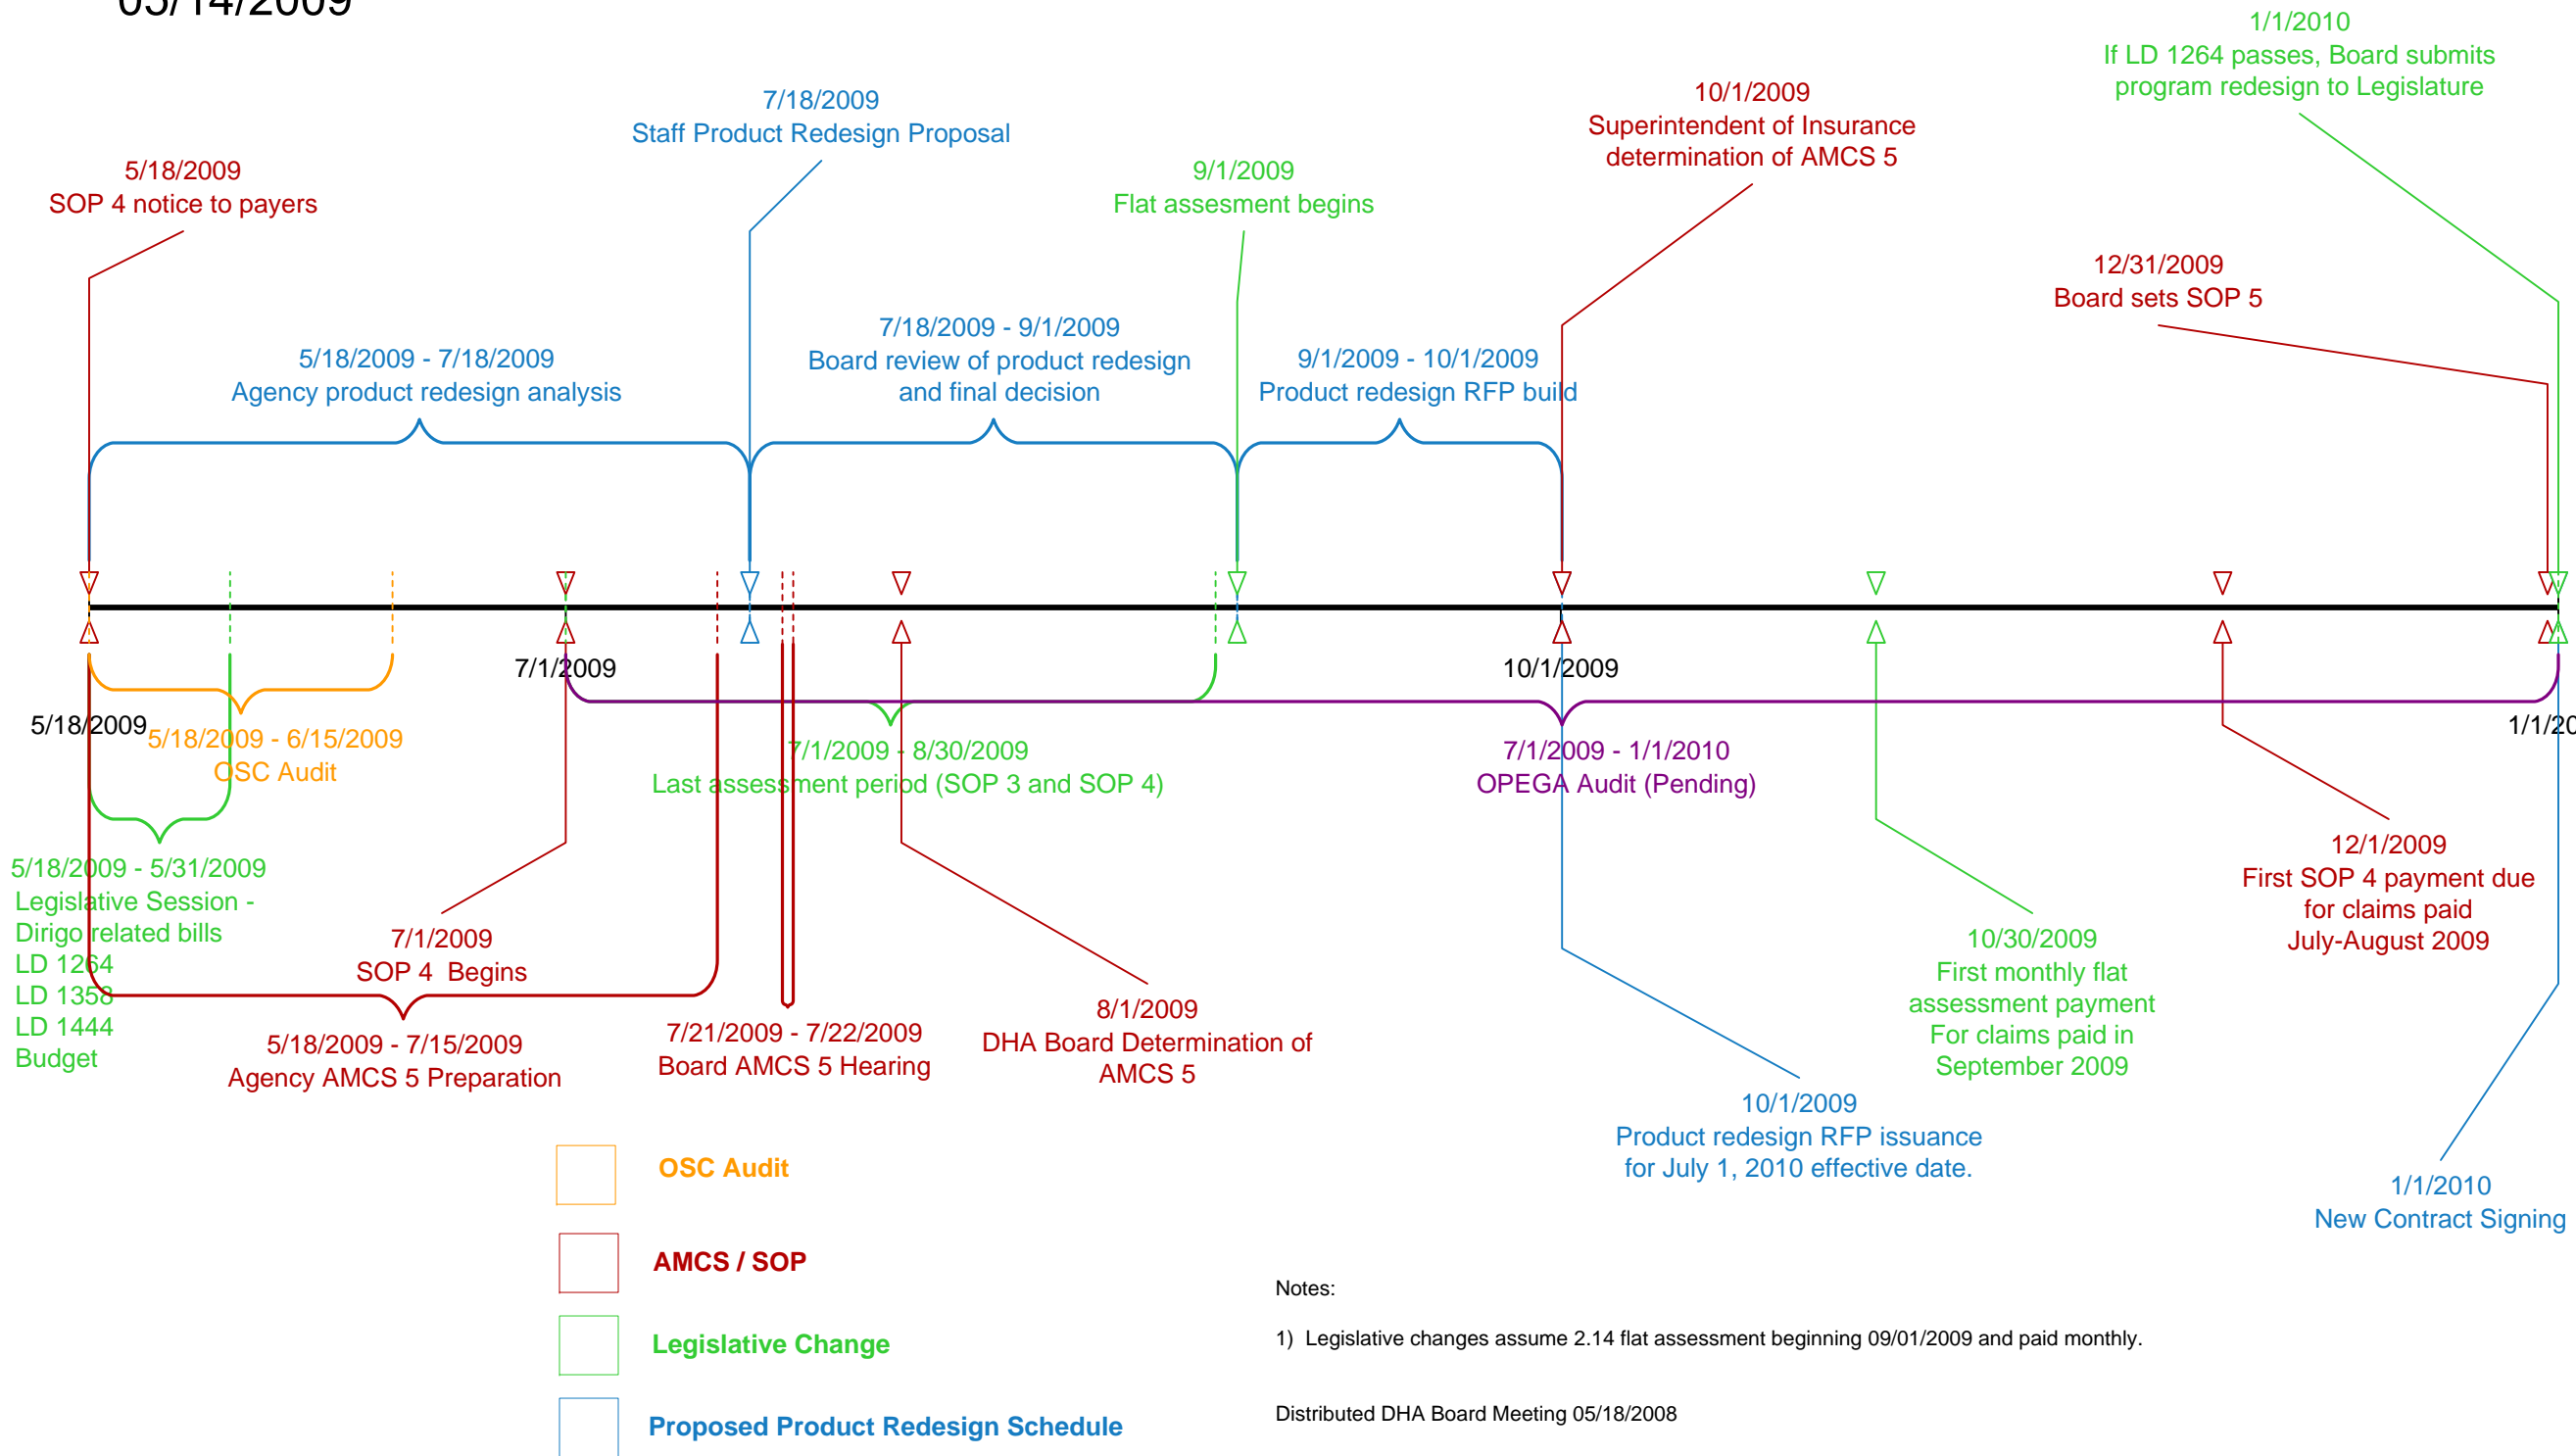 05/14/2009
1/1/2010
If LD 1264 passes, Board submits
program redesign to Legislature
7/18/2009
Staff Product Redesign Proposal
10/1/2009
Superintendent of Insurance
determination of AMCS 5
5/18/2009
SOP 4 notice to payers
9/1/2009
Flat assesment begins
12/31/2009
Board sets SOP 5
5/18/2009 - 7/18/2009
Agency product redesign analysis
7/18/2009 - 9/1/2009
Board review of product redesign
and final decision
9/1/2009 - 10/1/2009
Product redesign RFP build
5/18/2009
7/1/2009
10/1/2009
1/1/20
5/18/2009 - 6/15/2009
OSC Audit
7/1/2009 - 8/30/2009
Last assessment period (SOP 3 and SOP 4)
7/1/2009 - 1/1/2010
OPEGA Audit (Pending)
5/18/2009 - 5/31/2009
Legislative Session -
Dirigo related bills
LD 1264
LD 1358
LD 1444
Budget
7/1/2009
SOP 4  Begins
5/18/2009 - 7/15/2009
Agency AMCS 5 Preparation
7/21/2009 - 7/22/2009
Board AMCS 5 Hearing
8/1/2009
DHA Board Determination of
AMCS 5
10/1/2009
Product redesign RFP issuance
for July 1, 2010 effective date.
10/30/2009
First monthly flat
assessment payment
For claims paid in
September 2009
12/1/2009
First SOP 4 payment due
for claims paid
July-August 2009
1/1/2010
New Contract Signing
OSC Audit
AMCS / SOP
Legislative Change
Proposed Product Redesign Schedule
Notes:
1)  Legislative changes assume 2.14 flat assessment beginning 09/01/2009 and paid monthly.
Distributed DHA Board Meeting 05/18/2008